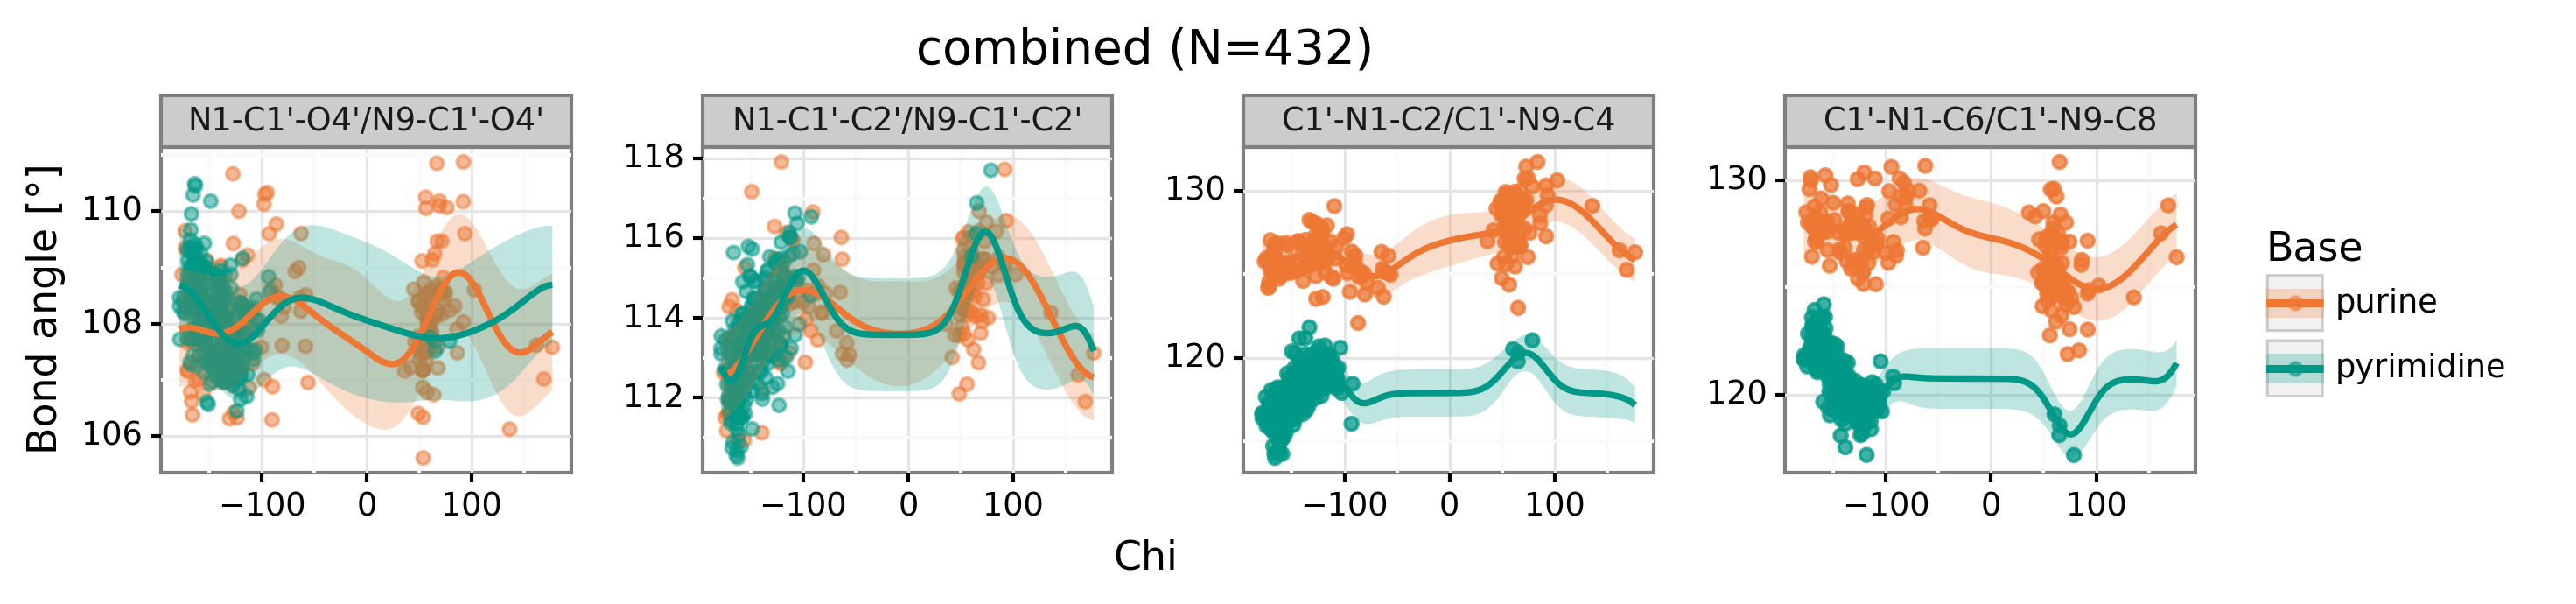 combined (N=432)
N1-C1'-O4'/N9-C1'-O4'
N1-C1'-C2'/N9-C1'-C2'
C1'-N1-C2/C1'-N9-C4
C1'-N1-C6/C1'-N9-C8
Bond angle [°]
110
108
106
118
116
114
112
130
120
130
120
−100 0 100
−100 0 100
−100 0 100
−100 0 100
Chi
Base
purine
pyrimidine